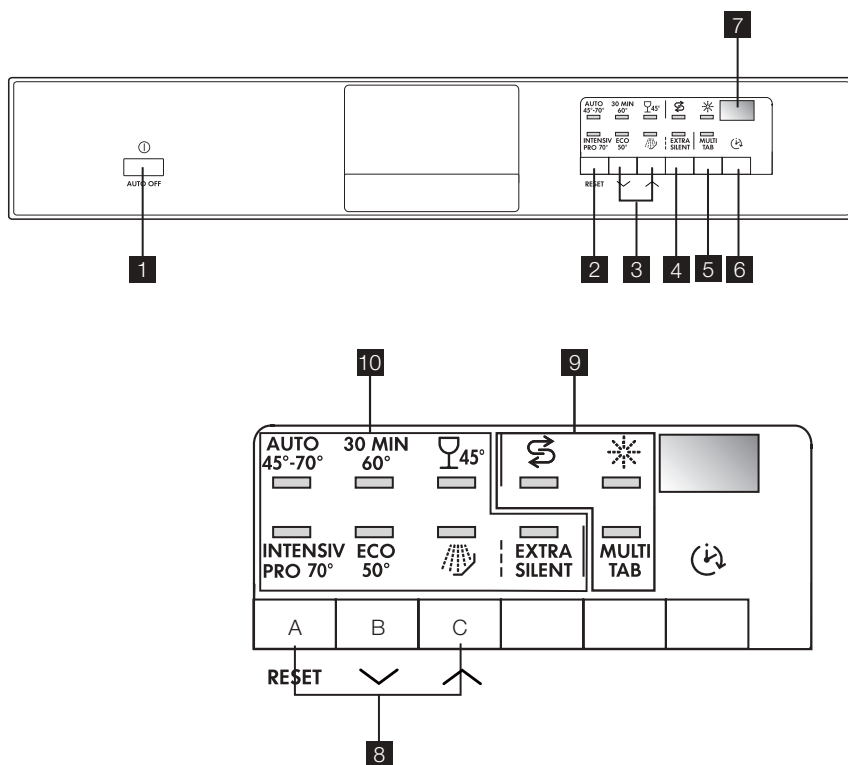 7
AUTO
45°-70°
30 MIN
60°
45°
INTENSIV
PRO 70°
ECO
50°
EXTRA
SILENT
MULTI
TAB
AUTO OFF
RESET
1
2
3
4
5
6
10
9
AUTO
45°-70°
30 MIN
60°
45°
INTENSIV
PRO 70°
ECO
50°
EXTRA
SILENT
MULTI
TAB
A
B
C
RESET
8